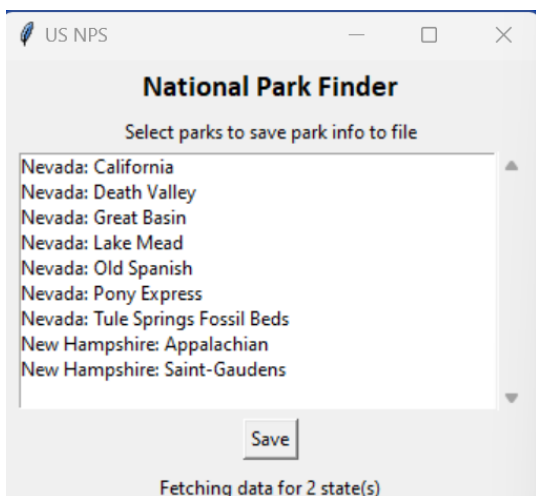 US NPS
National Park Finder
Select parks to save park info to file
Nevada: California
Nevada: Death Valley
Nevada: Great Basin
Nevada: Lake Mead
Nevada: Old Spanish
Nevada: Pony Express
Nevada: Tule Springs Fossil Beds
New Hampshire: Appalachian
New Hampshire: Saint-Gaudens
Save
Fetching data for 2 state(s)